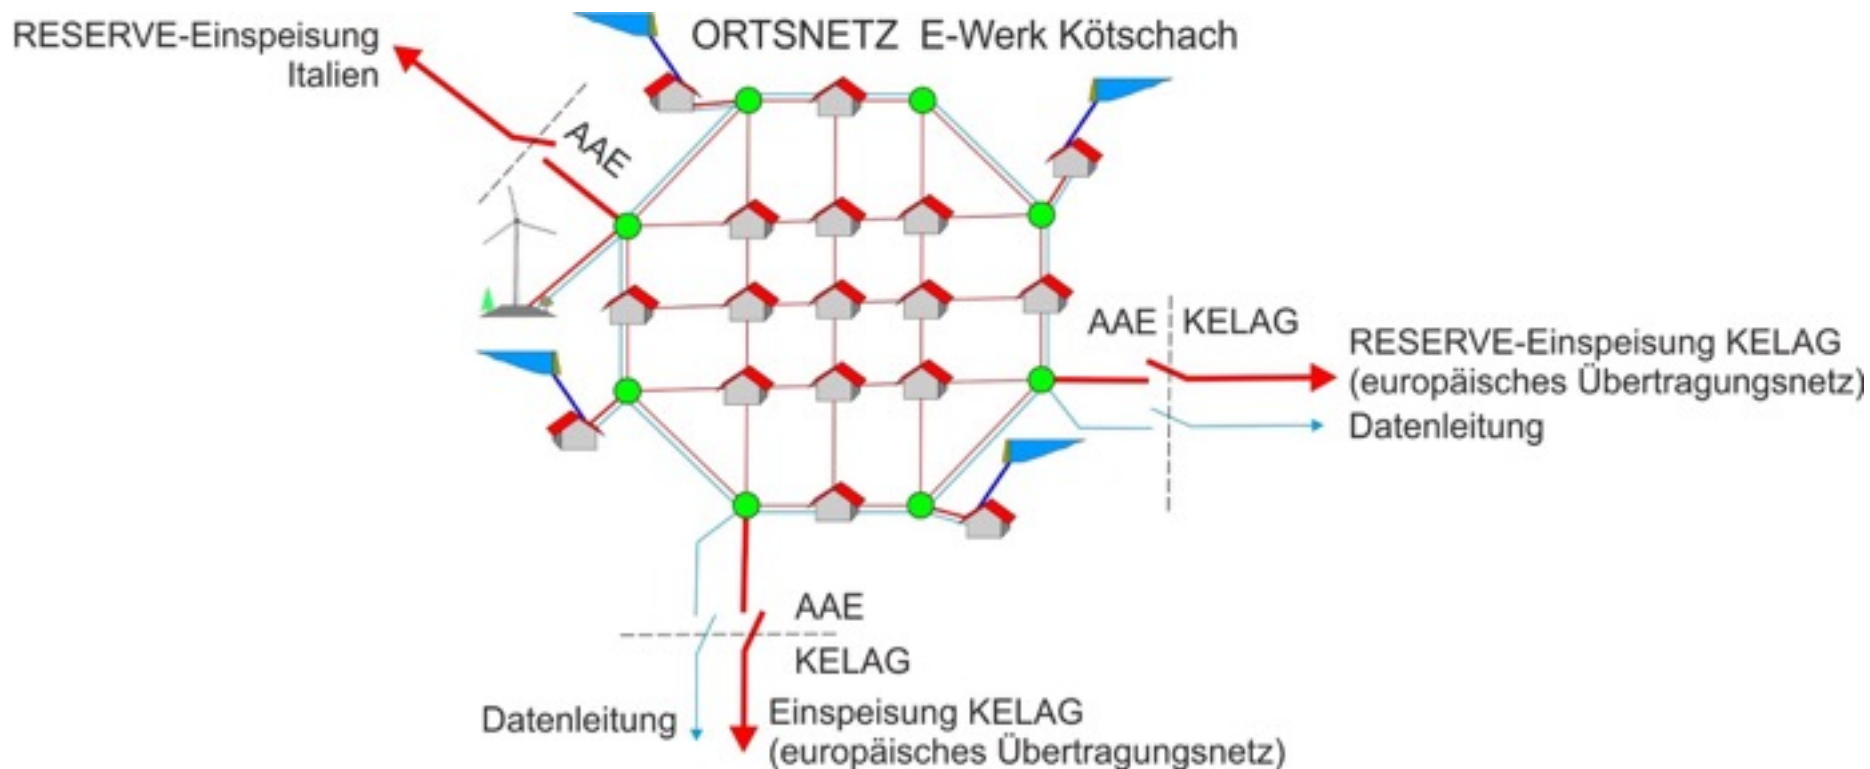 ORTSNETZ E-Werk Kötschach
RESERVE-Einspeisung
Italien
AAE
AAE KELAG
RESERVE-Einspeisung KELAG
(europäisches Übertragungsnetz)
Datenleitung
AAE
KELAG
Datenleitung
Einspeisung KELAG
(europäisches Übertragungsnetz)